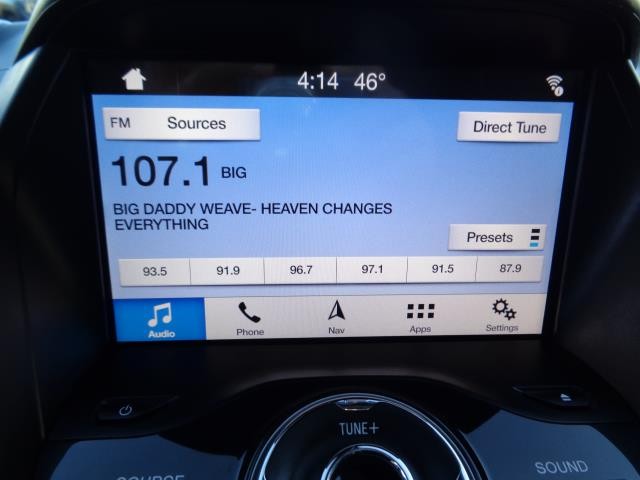 4:14 46°
FM Sources
Direct Tune
107.1 BIG
BIG DADDY WEAVE- HEAVEN CHANGES
EVERYTHING
Presets
93.5 91.9 96.7 97.1 91.5 87.9
Audio Phone Nav Apps Settings
TUNE+
SOURCE SOUND